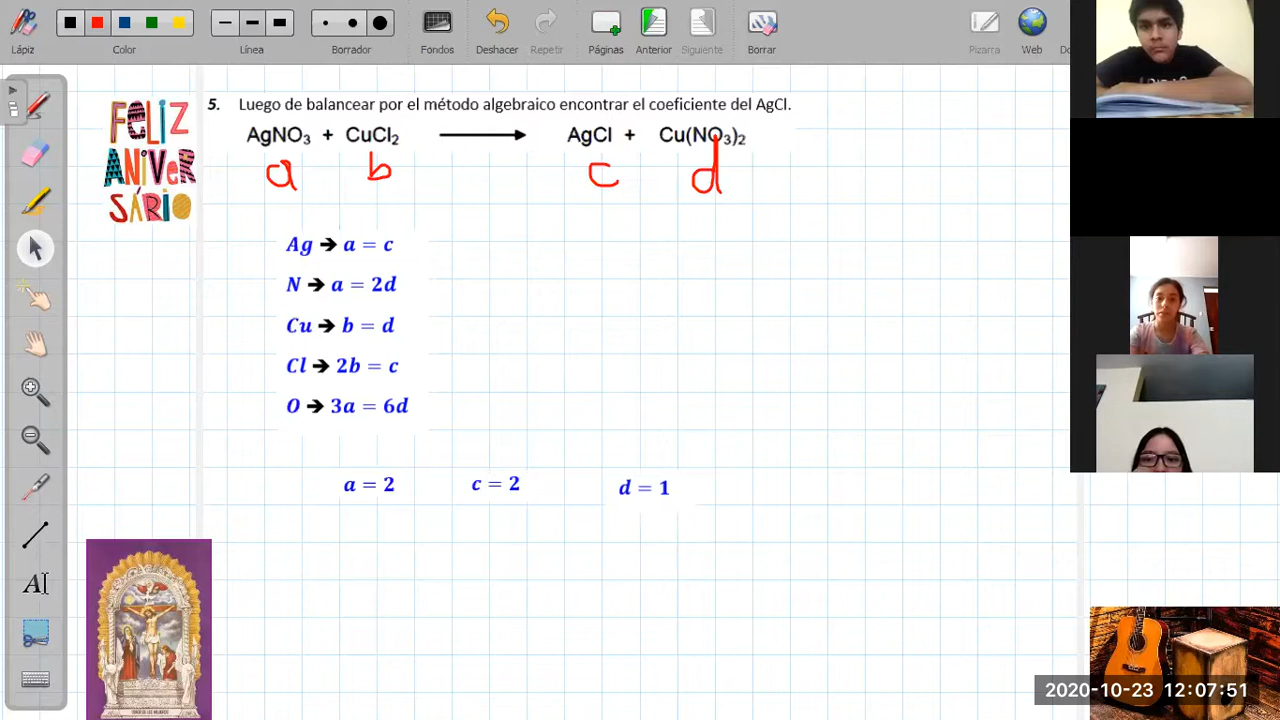 Lápiz
Color
Línea
Borrador
Fondos
Deshacer
Repetir
Páginas
Anterior
Siguiente
Borrar
Pizarra
Web
FELIZ
ANIVER
SÁRIO
5. Luego de balancear por el método algebraico encontrar el coeficiente del AgCl.
AgNO₃ + CuCl₂ ⟶ AgCl + Cu(NO₃)₂
a b c d
Ag → a = c
N → a = 2d
Cu → b = d
Cl → 2b = c
O → 3a = 6d
a = 2 c = 2 d = 1
A
2020-10-23 12:07:51